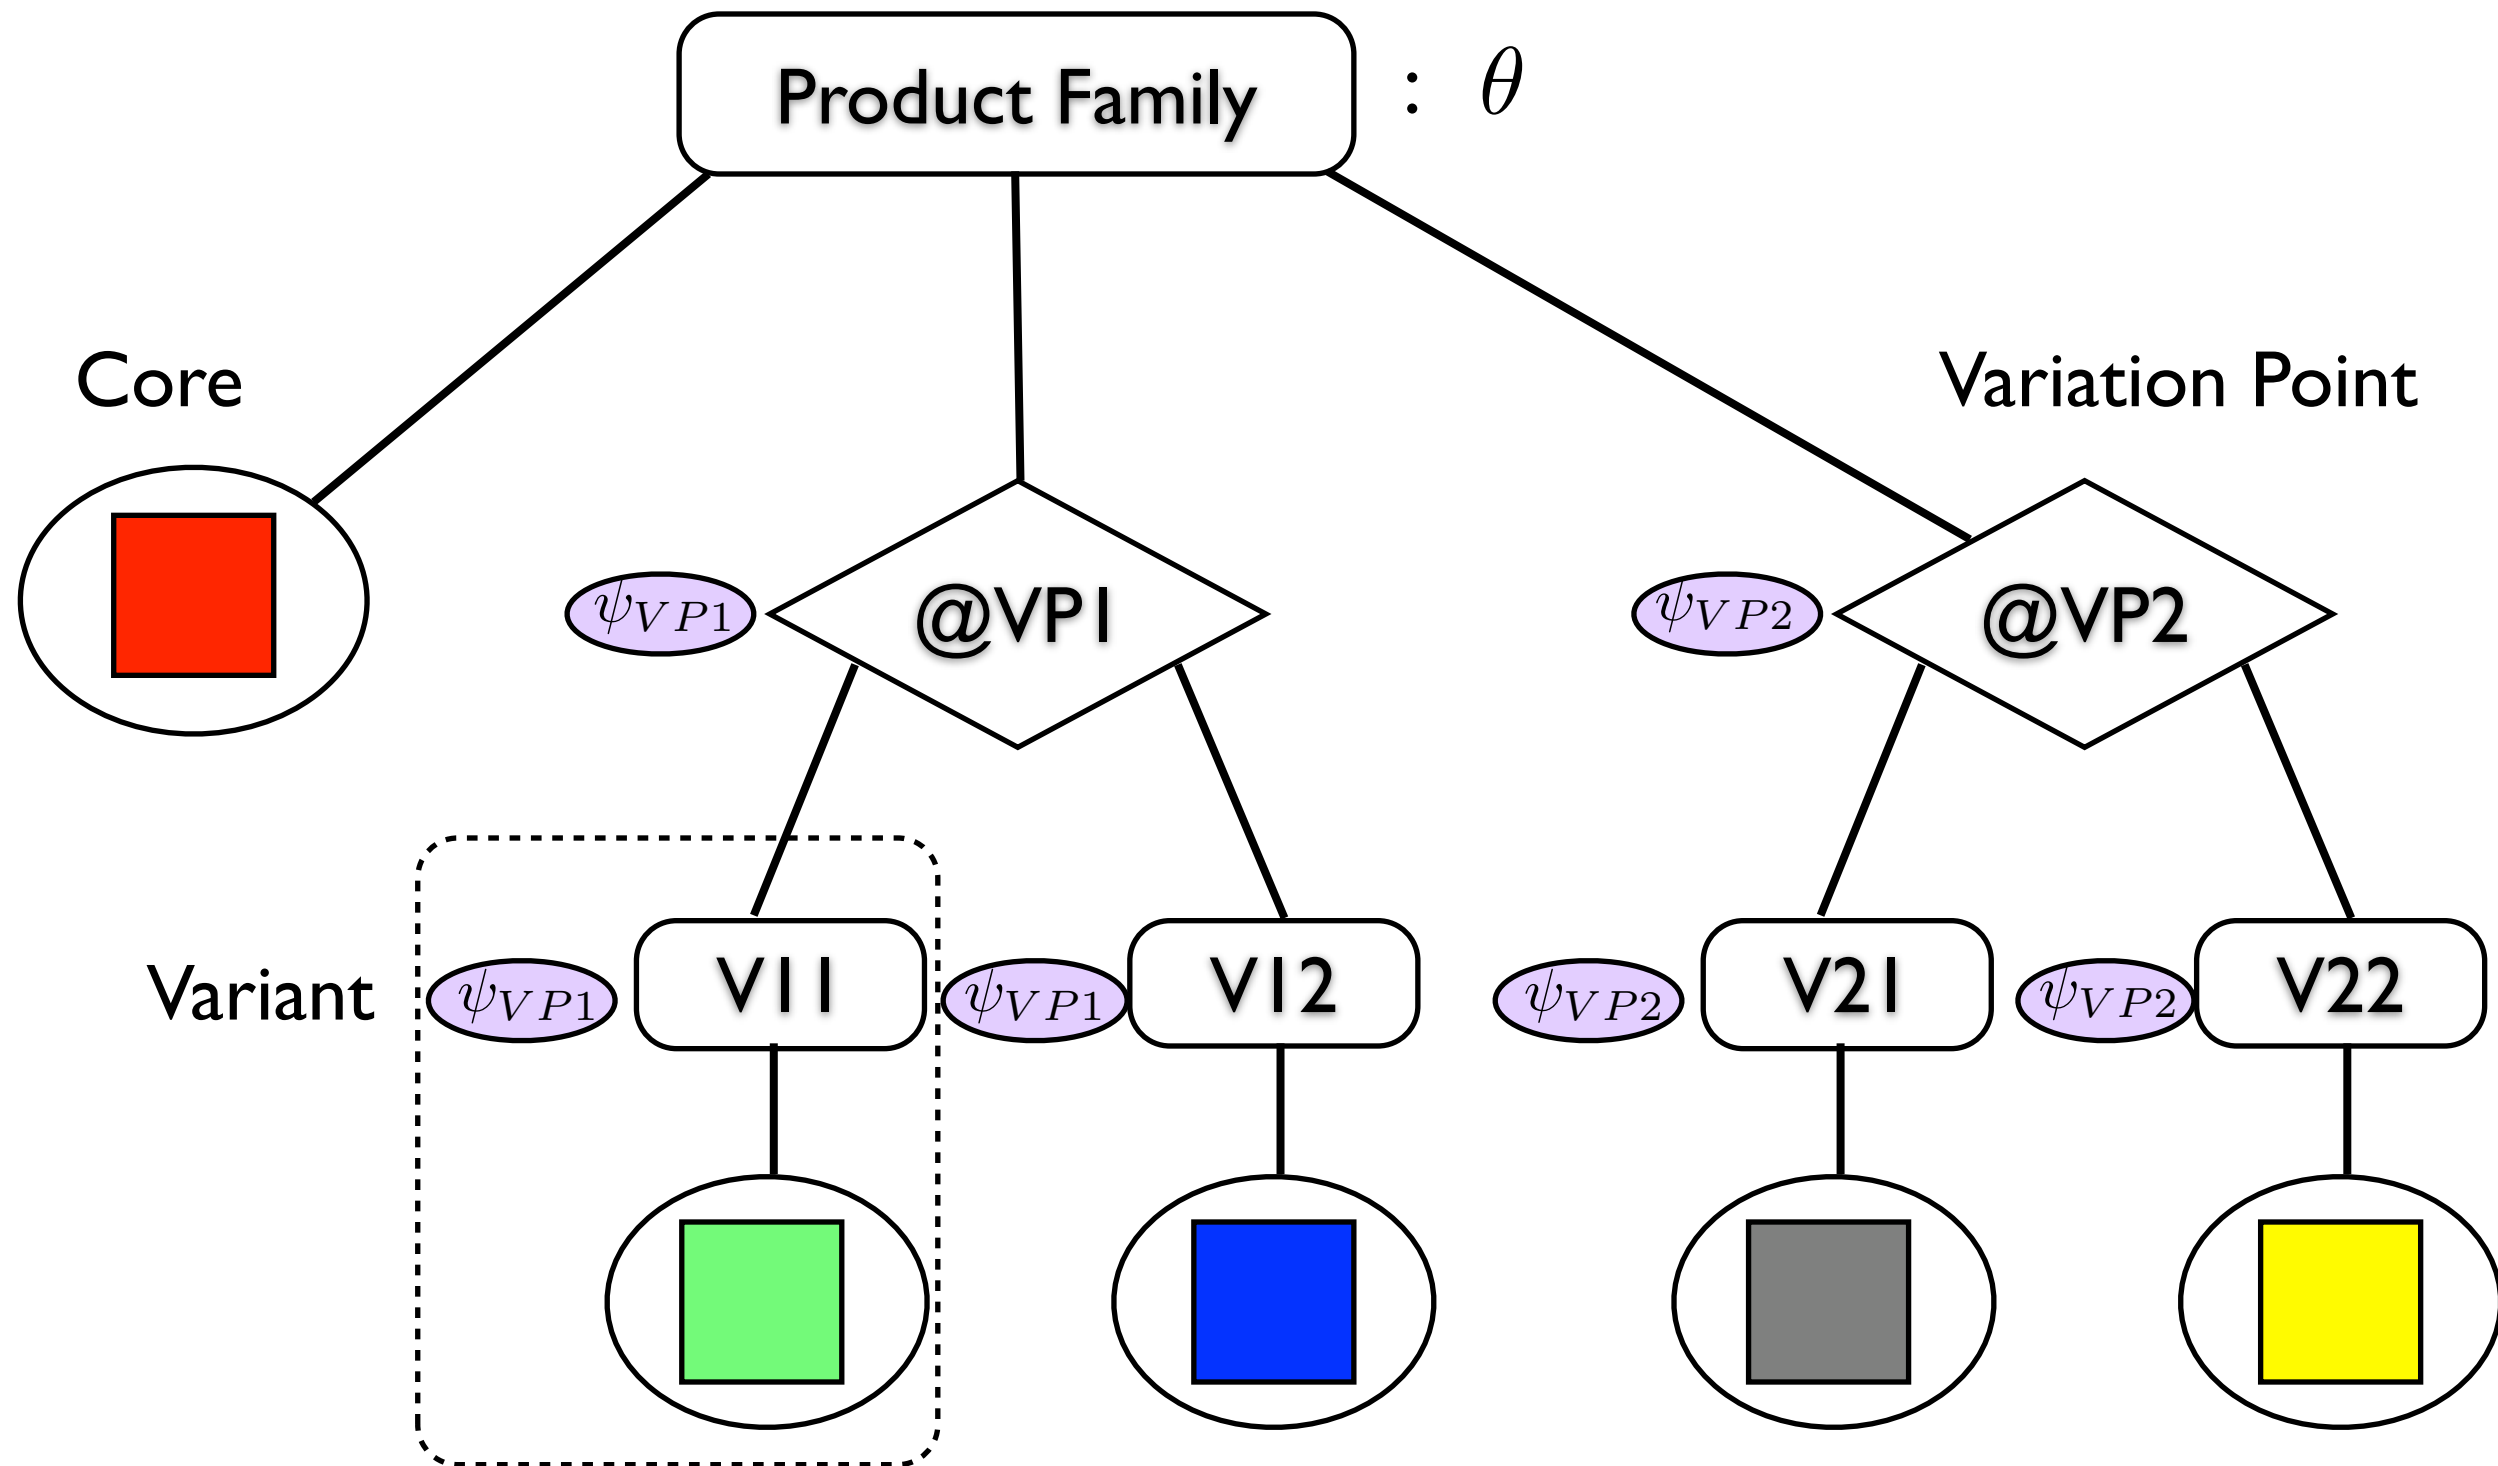 Product Family : θ
Core
Variation Point
ψVP1 @VP1
ψVP2 @VP2
Variant
ψVP1 V11
ψVP1 V12
ψVP2 V21
ψVP2 V22